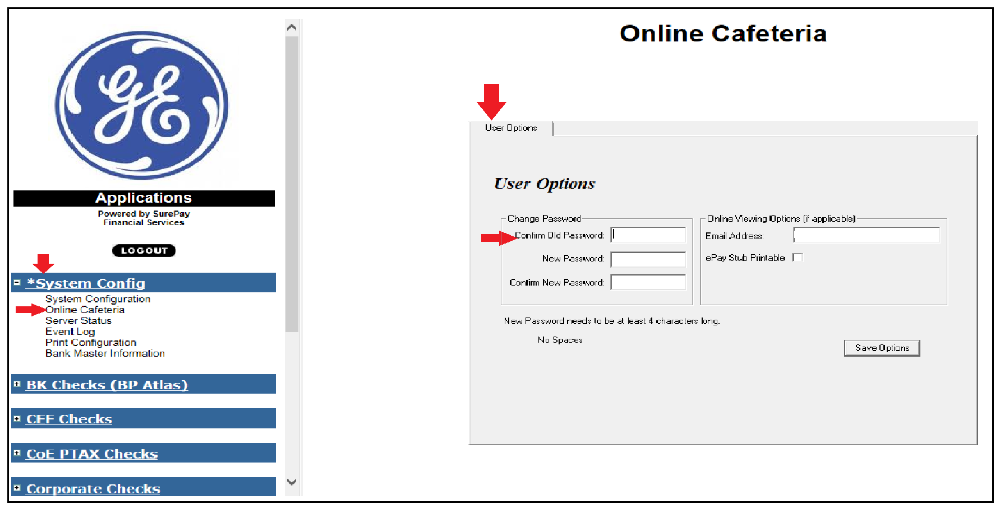 GE
Applications
Powered by SurePay
Financial Services
LOGOUT
*System Config
System Configuration
Online Cafeteria
Server Status
Event Log
Print Configuration
Bank Master Information
BK Checks (BP Atlas)
CEF Checks
CoE PTAX Checks
Corporate Checks
Online Cafeteria
User Options
User Options
Change Password
Confirm Old Password:
New Password:
Confirm New Password:
Online Viewing Options (if applicable)
Email Address:
ePay Stub Printable
New Password needs to be at least 4 characters long.
No Spaces
Save Options